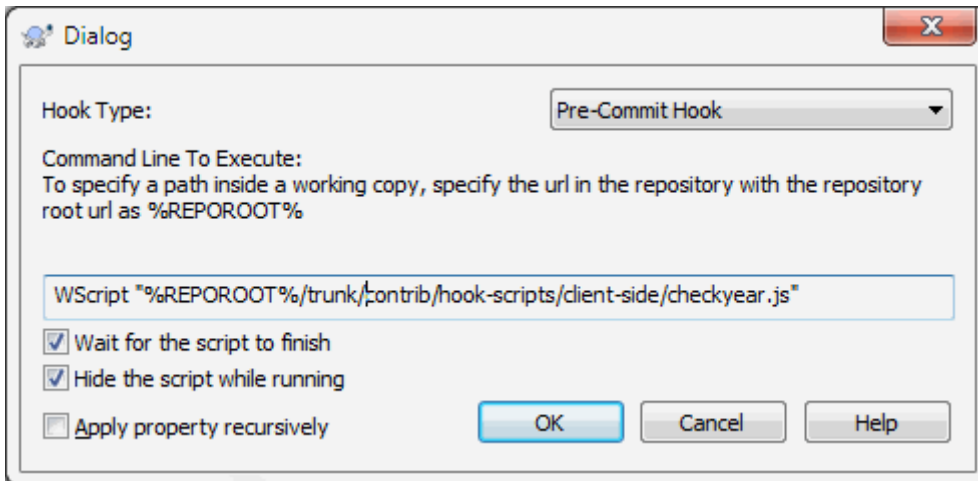 Dialog
Hook Type:
Pre-Commit Hook
Command Line To Execute:
To specify a path inside a working copy, specify the url in the repository with the repository
root url as %REPOROOT%
WScript "%REPOROOT%/trunk/contrib/hook-scripts/client-side/checkyear.js"
Wait for the script to finish
Hide the script while running
Apply property recursively
OK
Cancel
Help